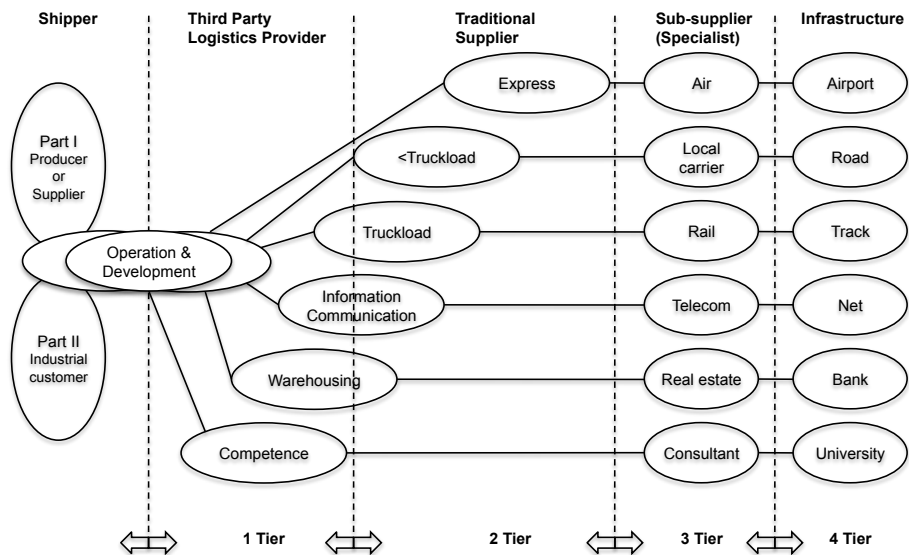 Shipper
Third Party
Logistics Provider
Traditional
Supplier
Sub-supplier
(Specialist)
Infrastructure
Express
Air
Airport
Part I
Producer
or
Supplier
<Truckload
Local
carrier
Road
Truckload
Rail
Track
Operation &
Development
Information
Communication
Telecom
Net
Part II
Industrial
customer
Warehousing
Real estate
Bank
Competence
Consultant
University
1 Tier
2 Tier
3 Tier
4 Tier